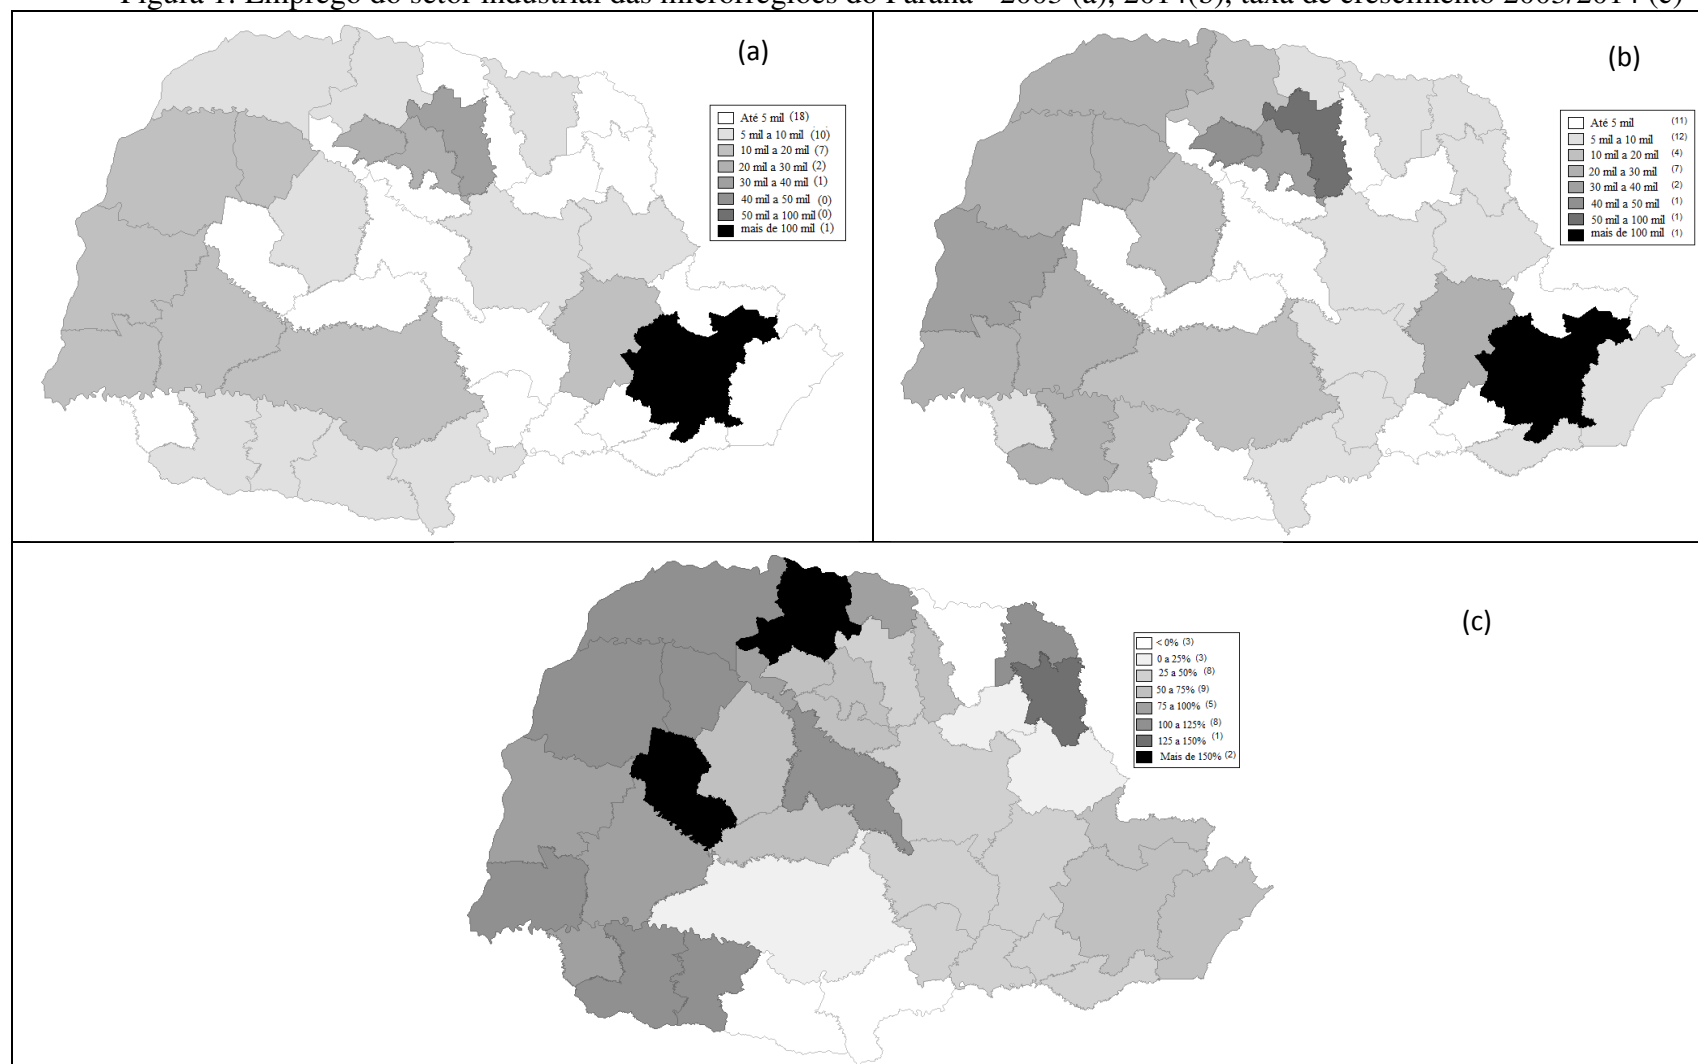 Figura 1: Emprego do setor industrial das microrregiões do Paraná - 2003 (a), 2014(b), taxa de crescimento 2003/2014 (c)
(a)
Até 5 mil (18)
5 mil a 10 mil (10)
10 mil a 20 mil (7)
20 mil a 30 mil (2)
30 mil a 40 mil (1)
40 mil a 50 mil (0)
50 mil a 100 mil (0)
mais de 100 mil (1)
(b)
Até 5 mil (11)
5 mil a 10 mil (12)
10 mil a 20 mil (4)
20 mil a 30 mil (7)
30 mil a 40 mil (2)
40 mil a 50 mil (1)
50 mil a 100 mil (1)
mais de 100 mil (1)
(c)
< 0% (3)
0 a 25% (3)
25 a 50% (8)
50 a 75% (9)
75 a 100% (5)
100 a 125% (8)
125 a 150% (1)
Mais de 150% (2)